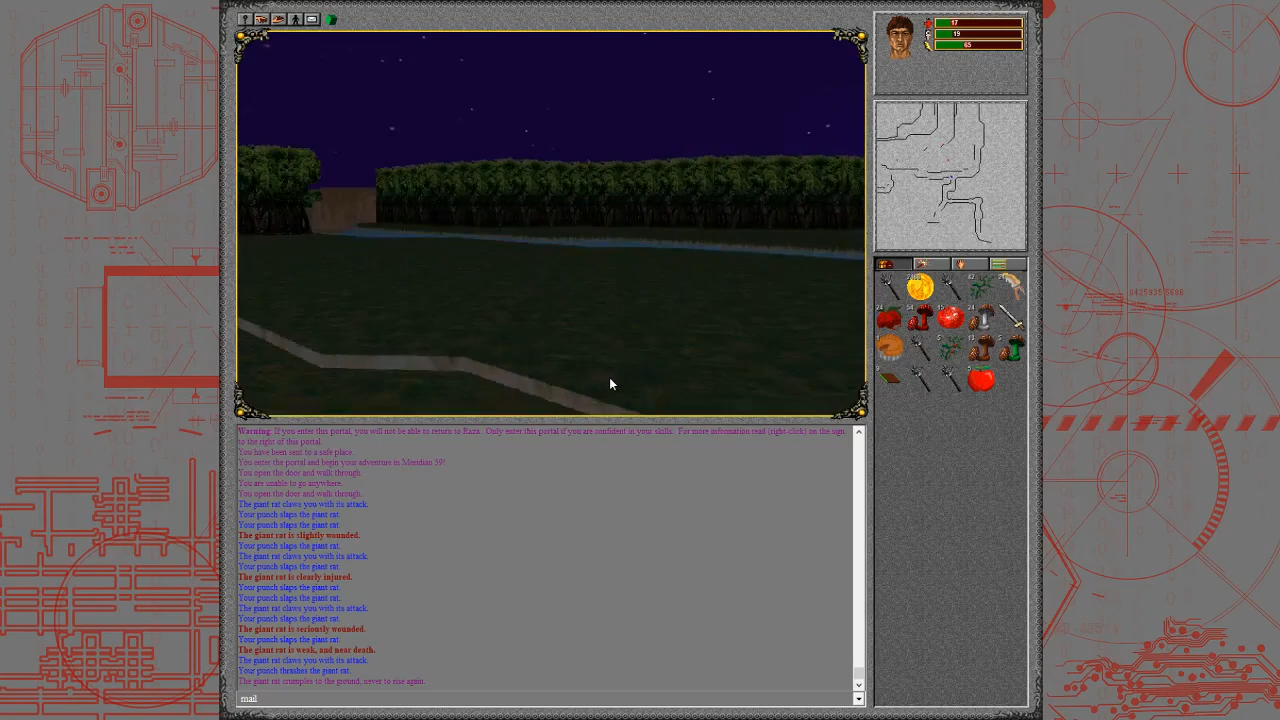 17
19
65
Warning: If you enter this portal, you will not be able to return to Raza. Only enter this portal if you are confident in your skills. For more information read (right-click) on the sign
to the right of this portal.
You have been sent to a safe place.
You enter the portal and begin your adventure in Meridian 59!
You open the door and walk through.
You are unable to go anywhere.
You open the door and walk through.
The giant rat claws you with its attack.
Your punch slaps the giant rat.
Your punch slaps the giant rat.
The giant rat is slightly wounded.
Your punch slaps the giant rat.
The giant rat claws you with its attack.
Your punch slaps the giant rat.
The giant rat is clearly injured.
Your punch slaps the giant rat.
Your punch slaps the giant rat.
The giant rat claws you with its attack.
Your punch slaps the giant rat.
The giant rat is seriously wounded.
Your punch slaps the giant rat.
The giant rat is weak, and near death.
The giant rat claws you with its attack.
Your punch thrashes the giant rat.
The giant rat crumples to the ground, never to rise again.
mail